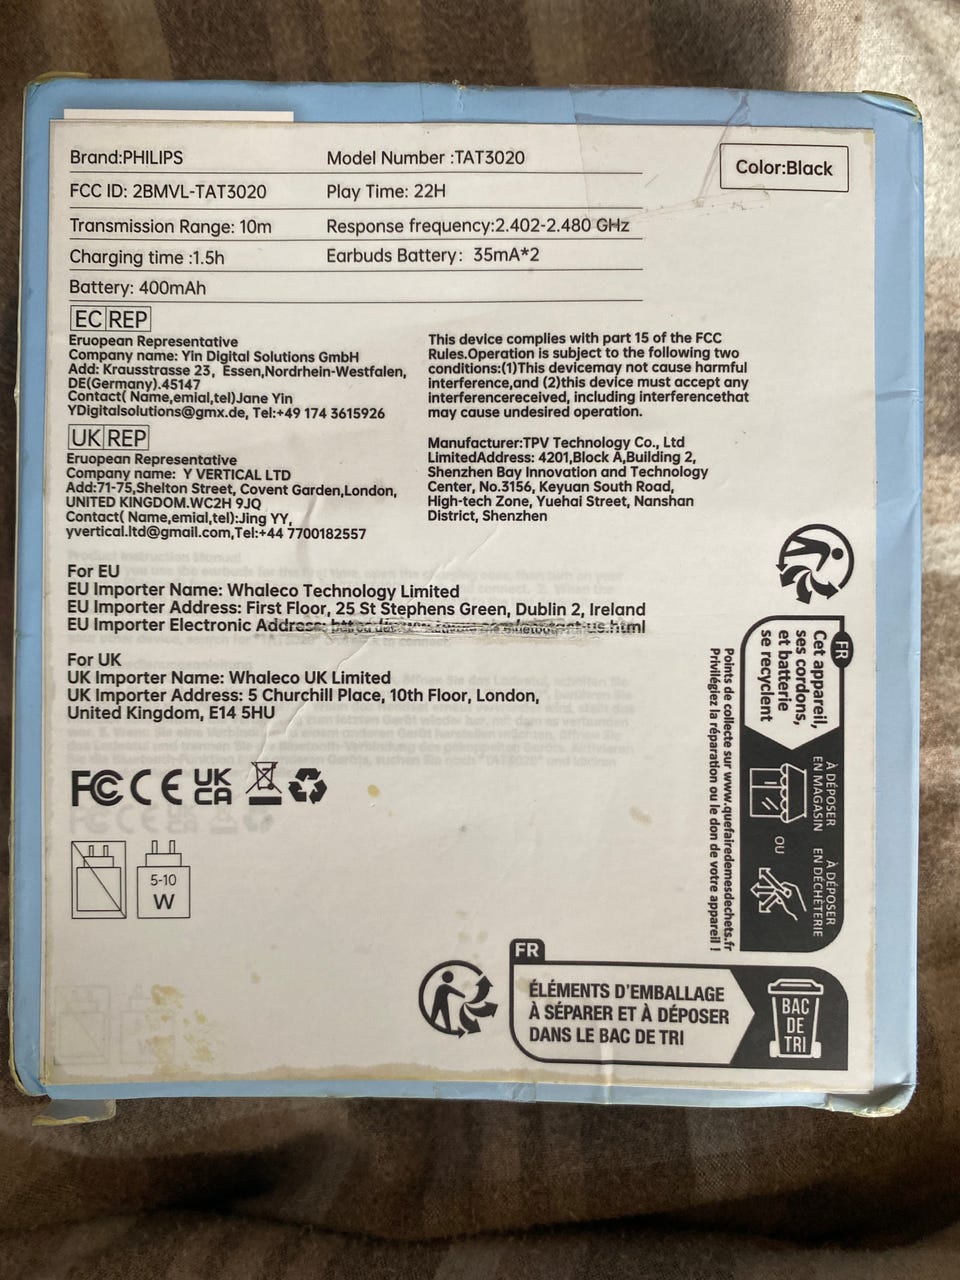 Brand:PHILIPS
Model Number :TAT3020
Color:Black
FCC ID: 2BMVL-TAT3020
Play Time: 22H
Transmission Range: 10m
Response frequency:2.402-2.480 GHz
Charging time :1.5h
Earbuds Battery: 35mA*2
Battery: 400mAh
EC REP
Eruopean Representative
Company name: Yin Digital Solutions GmbH
Add: Krausstrasse 23, Essen,Nordrhein-Westfalen,
DE(Germany).45147
Contact( Name,emial,tel)Jane Yin
YDigitalsolutions@gmx.de, Tel:+49 174 3615926
UK REP
Eruopean Representative
Company name: Y VERTICAL LTD
Add:71-75,Shelton Street, Covent Garden,London,
UNITED KINGDOM.WC2H 9JQ
Contact( Name,emial,tel):Jing YY,
yvertical.ltd@gmail.com,Tel:+44 7700182557
This device complies with part 15 of the FCC
Rules.Operation is subject to the following two
conditions:(1)This devicemay not cause harmful
interference,and (2)this device must accept any
interferencereceived, including interferencethat
may cause undesired operation.
Manufacturer:TPV Technology Co., Ltd
LimitedAddress: 4201,Block A,Building 2,
Shenzhen Bay Innovation and Technology
Center, No.3156, Keyuan South Road,
High-tech Zone, Yuehai Street, Nanshan
District, Shenzhen
For EU
EU Importer Name: Whaleco Technology Limited
EU Importer Address: First Floor, 25 St Stephens Green, Dublin 2, Ireland
EU Importer Electronic Address:
For UK
UK Importer Name: Whaleco UK Limited
UK Importer Address: 5 Churchill Place, 10th Floor, London,
United Kingdom, E14 5HU
FC CE UK
CA
5-10
W
FR
Cet appareil,
ses cordons,
et batterie
se recyclent
À DÉPOSER
EN MAGASIN
OU
À DÉPOSER
EN DÉCHÈTERIE
Points de collecte sur www.quefairedemesdechets.fr
Privilégiez la réparation ou le don de votre appareil !
FR
ÉLÉMENTS D'EMBALLAGE
À SÉPARER ET À DÉPOSER
DANS LE BAC DE TRI
BAC
DE
TRI